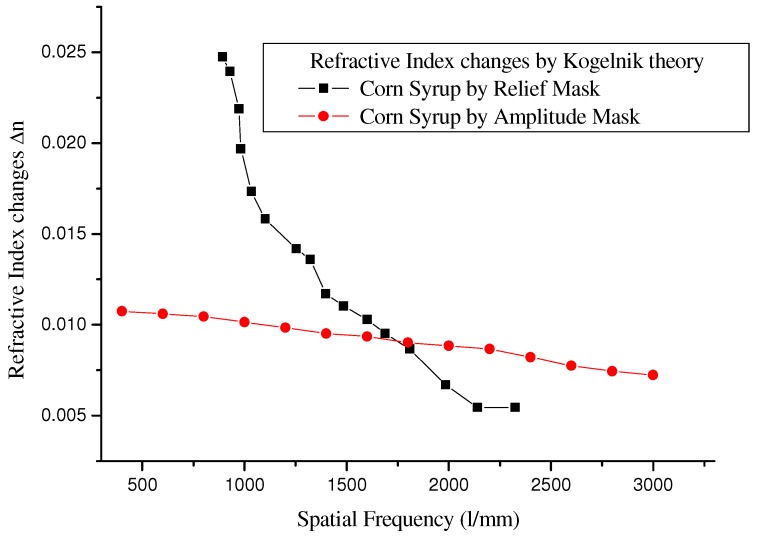 0.025
0.020
0.015
0.010
0.005
Refractive Index changes Δn
Refractive Index changes by Kogelnik theory
Corn Syrup by Relief Mask
Corn Syrup by Amplitude Mask
500 1000 1500 2000 2500 3000
Spatial Frequency (l/mm)